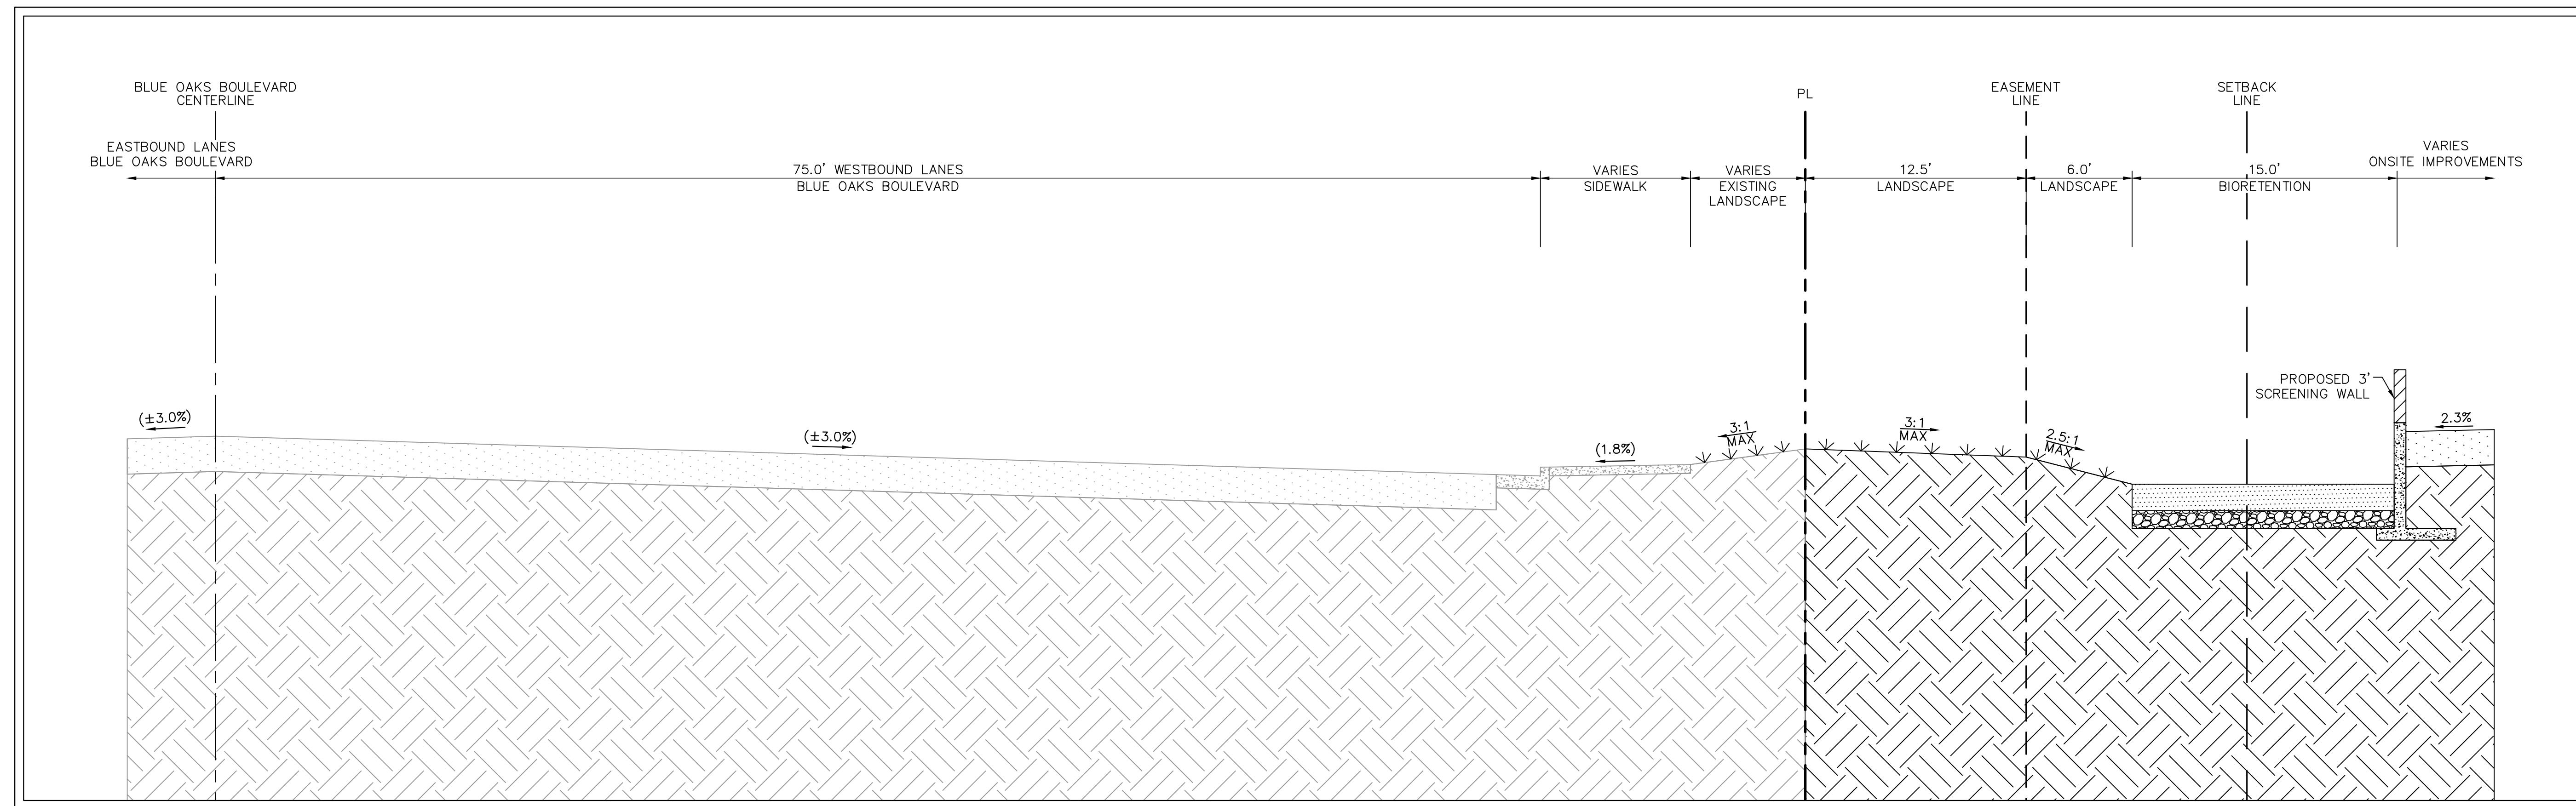 BLUE OAKS BOULEVARD
CENTERLINE
EASTBOUND LANES
BLUE OAKS BOULEVARD
75.0' WESTBOUND LANES
BLUE OAKS BOULEVARD
VARIES
SIDEWALK
VARIES
EXISTING
LANDSCAPE
PL
12.5'
LANDSCAPE
EASEMENT
LINE
6.0'
LANDSCAPE
SETBACK
LINE
15.0'
BIORETENTION
VARIES
ONSITE IMPROVEMENTS
(±3.0%)
(±3.0%)
(1.8%)
3:1
MAX
3:1
MAX
2.5:1
MAX
PROPOSED 3'
SCREENING WALL
2.3%